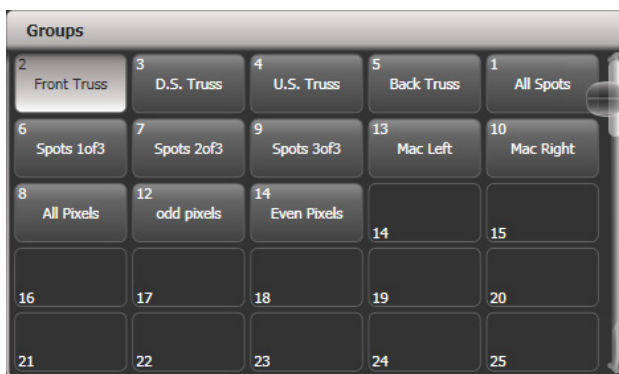 Groups
2 3 4 5 1
Front Truss D.S. Truss U.S. Truss Back Truss All Spots
6 7 9 13 10
Spots 1of3 Spots 2of3 Spots 3of3 Mac Left Mac Right
8 12 14
All Pixels odd pixels Even Pixels
14 15
16 17 18 19 20
21 22 23 24 25